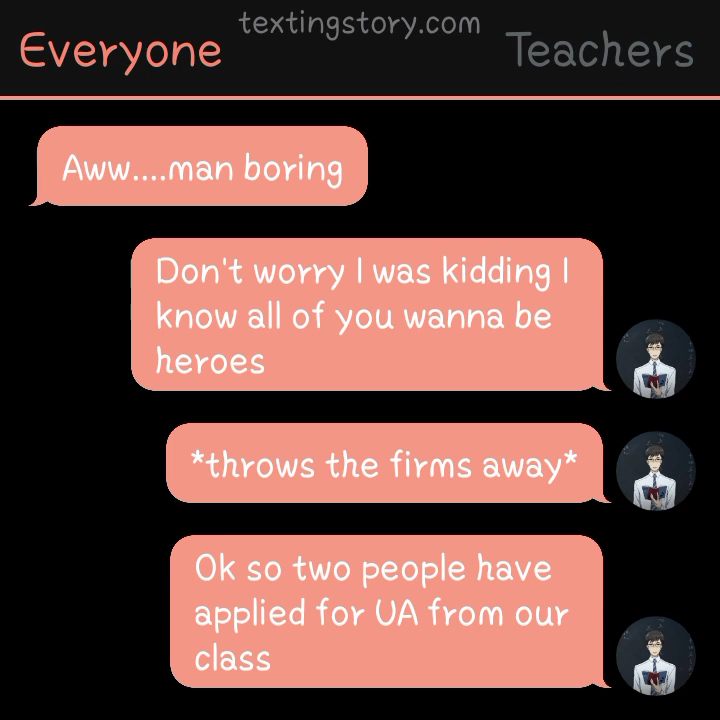 textingstory.com
Everyone
Teachers
Aww....man boring
Don't worry I was kidding I
know all of you wanna be
heroes
*throws the firms away*
Ok so two people have
applied for UA from our
class